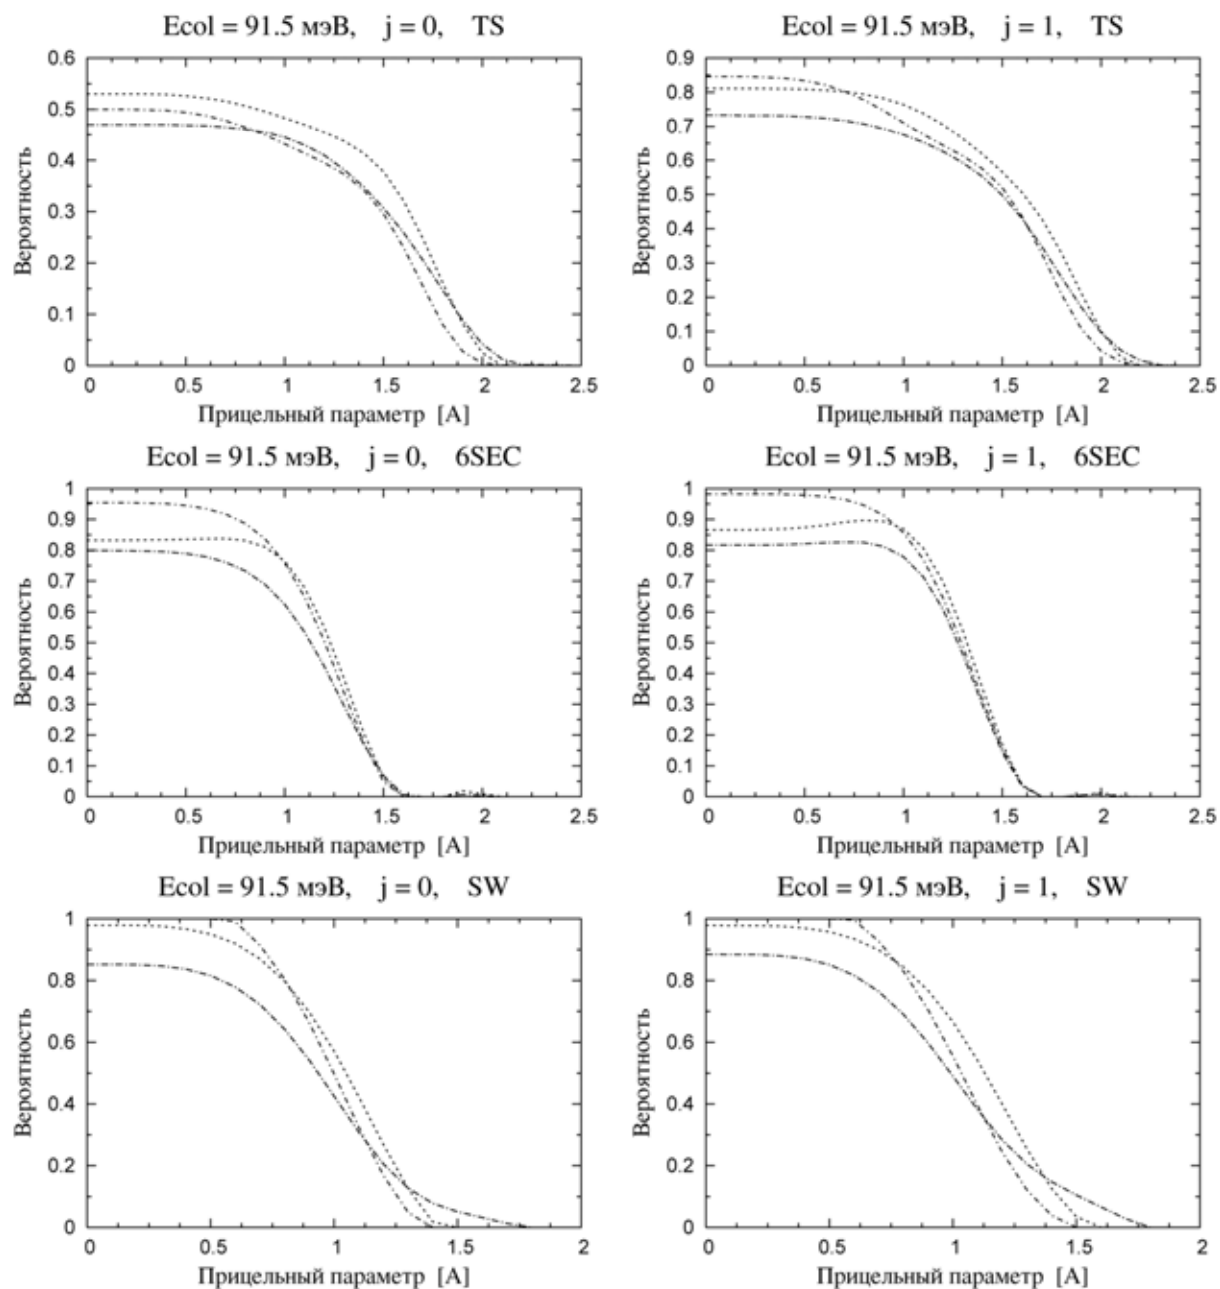 Ecol = 91.5 мэВ, j = 0, TS
0.6
0.5
0.4
0.3
0.2
0.1
0
Вероятность
0 0.5 1 1.5 2 2.5
Прицельный параметр [А]
Ecol = 91.5 мэВ, j = 1, TS
0.9
0.8
0.7
0.6
0.5
0.4
0.3
0.2
0.1
0
Вероятность
0 0.5 1 1.5 2 2.5
Прицельный параметр [А]
Ecol = 91.5 мэВ, j = 0, 6SEC
1
0.9
0.8
0.7
0.6
0.5
0.4
0.3
0.2
0.1
0
Вероятность
0 0.5 1 1.5 2 2.5
Прицельный параметр [А]
Ecol = 91.5 мэВ, j = 1, 6SEC
1
0.9
0.8
0.7
0.6
0.5
0.4
0.3
0.2
0.1
0
Вероятность
0 0.5 1 1.5 2 2.5
Прицельный параметр [А]
Ecol = 91.5 мэВ, j = 0, SW
1
0.8
0.6
0.4
0.2
0
Вероятность
0 0.5 1 1.5 2
Прицельный параметр [А]
Ecol = 91.5 мэВ, j = 1, SW
1
0.8
0.6
0.4
0.2
0
Вероятность
0 0.5 1 1.5 2
Прицельный параметр [А]